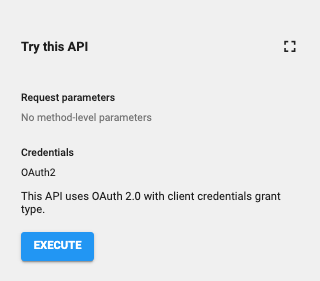 Try this API
Request parameters
No method-level parameters
Credentials
OAuth2
This API uses OAuth 2.0 with client credentials grant
type.
EXECUTE